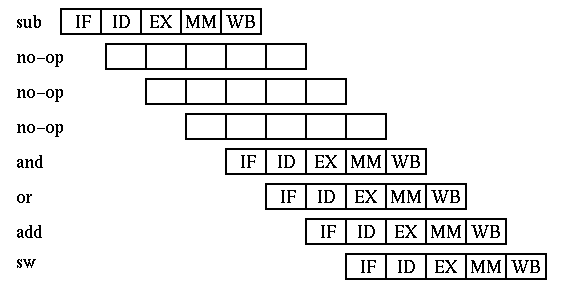 sub IF ID EX MM WB
no-op
no-op
no-op
and IF ID EX MM WB
or IF ID EX MM WB
add IF ID EX MM WB
sw IF ID EX MM WB